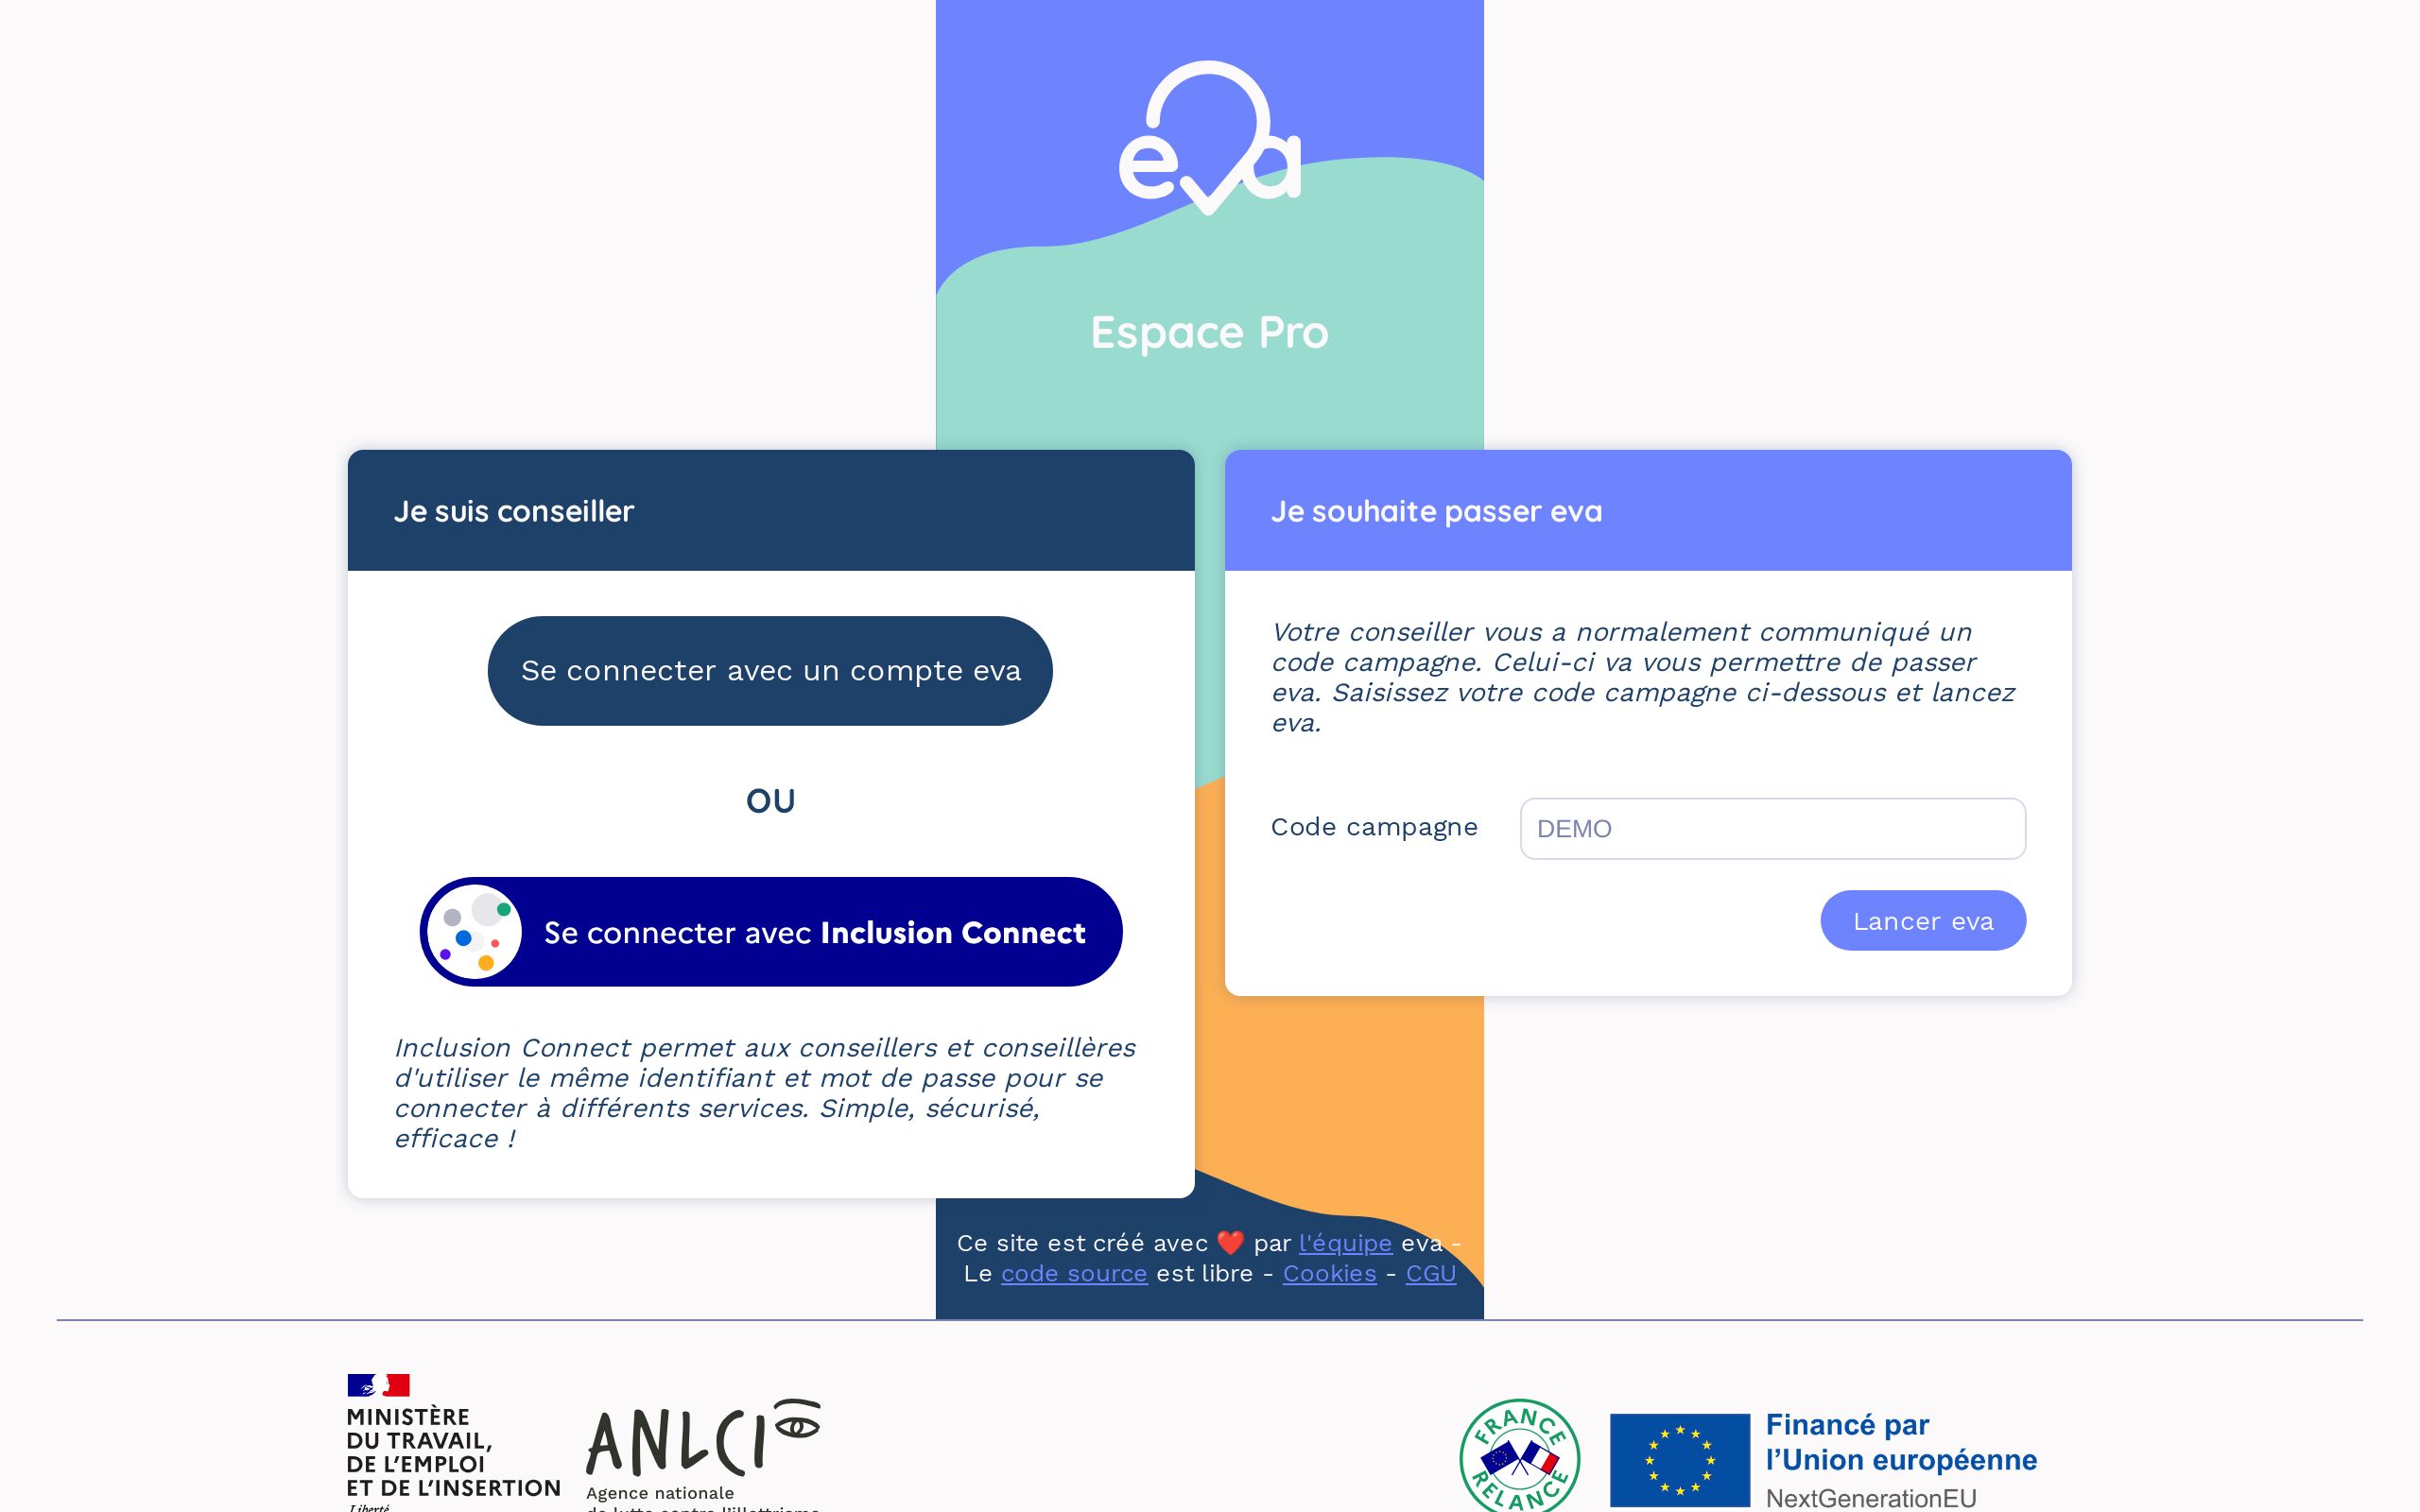 eva
Espace Pro
Je suis conseiller
Se connecter avec un compte eva
OU
Se connecter avec Inclusion Connect
Inclusion Connect permet aux conseillers et conseillères
d'utiliser le même identifiant et mot de passe pour se
connecter à différents services. Simple, sécurisé,
efficace !
Je souhaite passer eva
Votre conseiller vous a normalement communiqué un
code campagne. Celui-ci va vous permettre de passer
eva. Saisissez votre code campagne ci-dessous et lancez
eva.
Code campagne
DEMO
Lancer eva
Ce site est créé avec ❤️ par l'équipe eva -
Le code source est libre - Cookies - CGU
MINISTÈRE
DU TRAVAIL,
DE L'EMPLOI
ET DE L'INSERTION
Liberté
ANLCI
Agence nationale
de lutte contre l'illettrisme
FRANCE
RELANCE
Financé par
l'Union européenne
NextGenerationEU